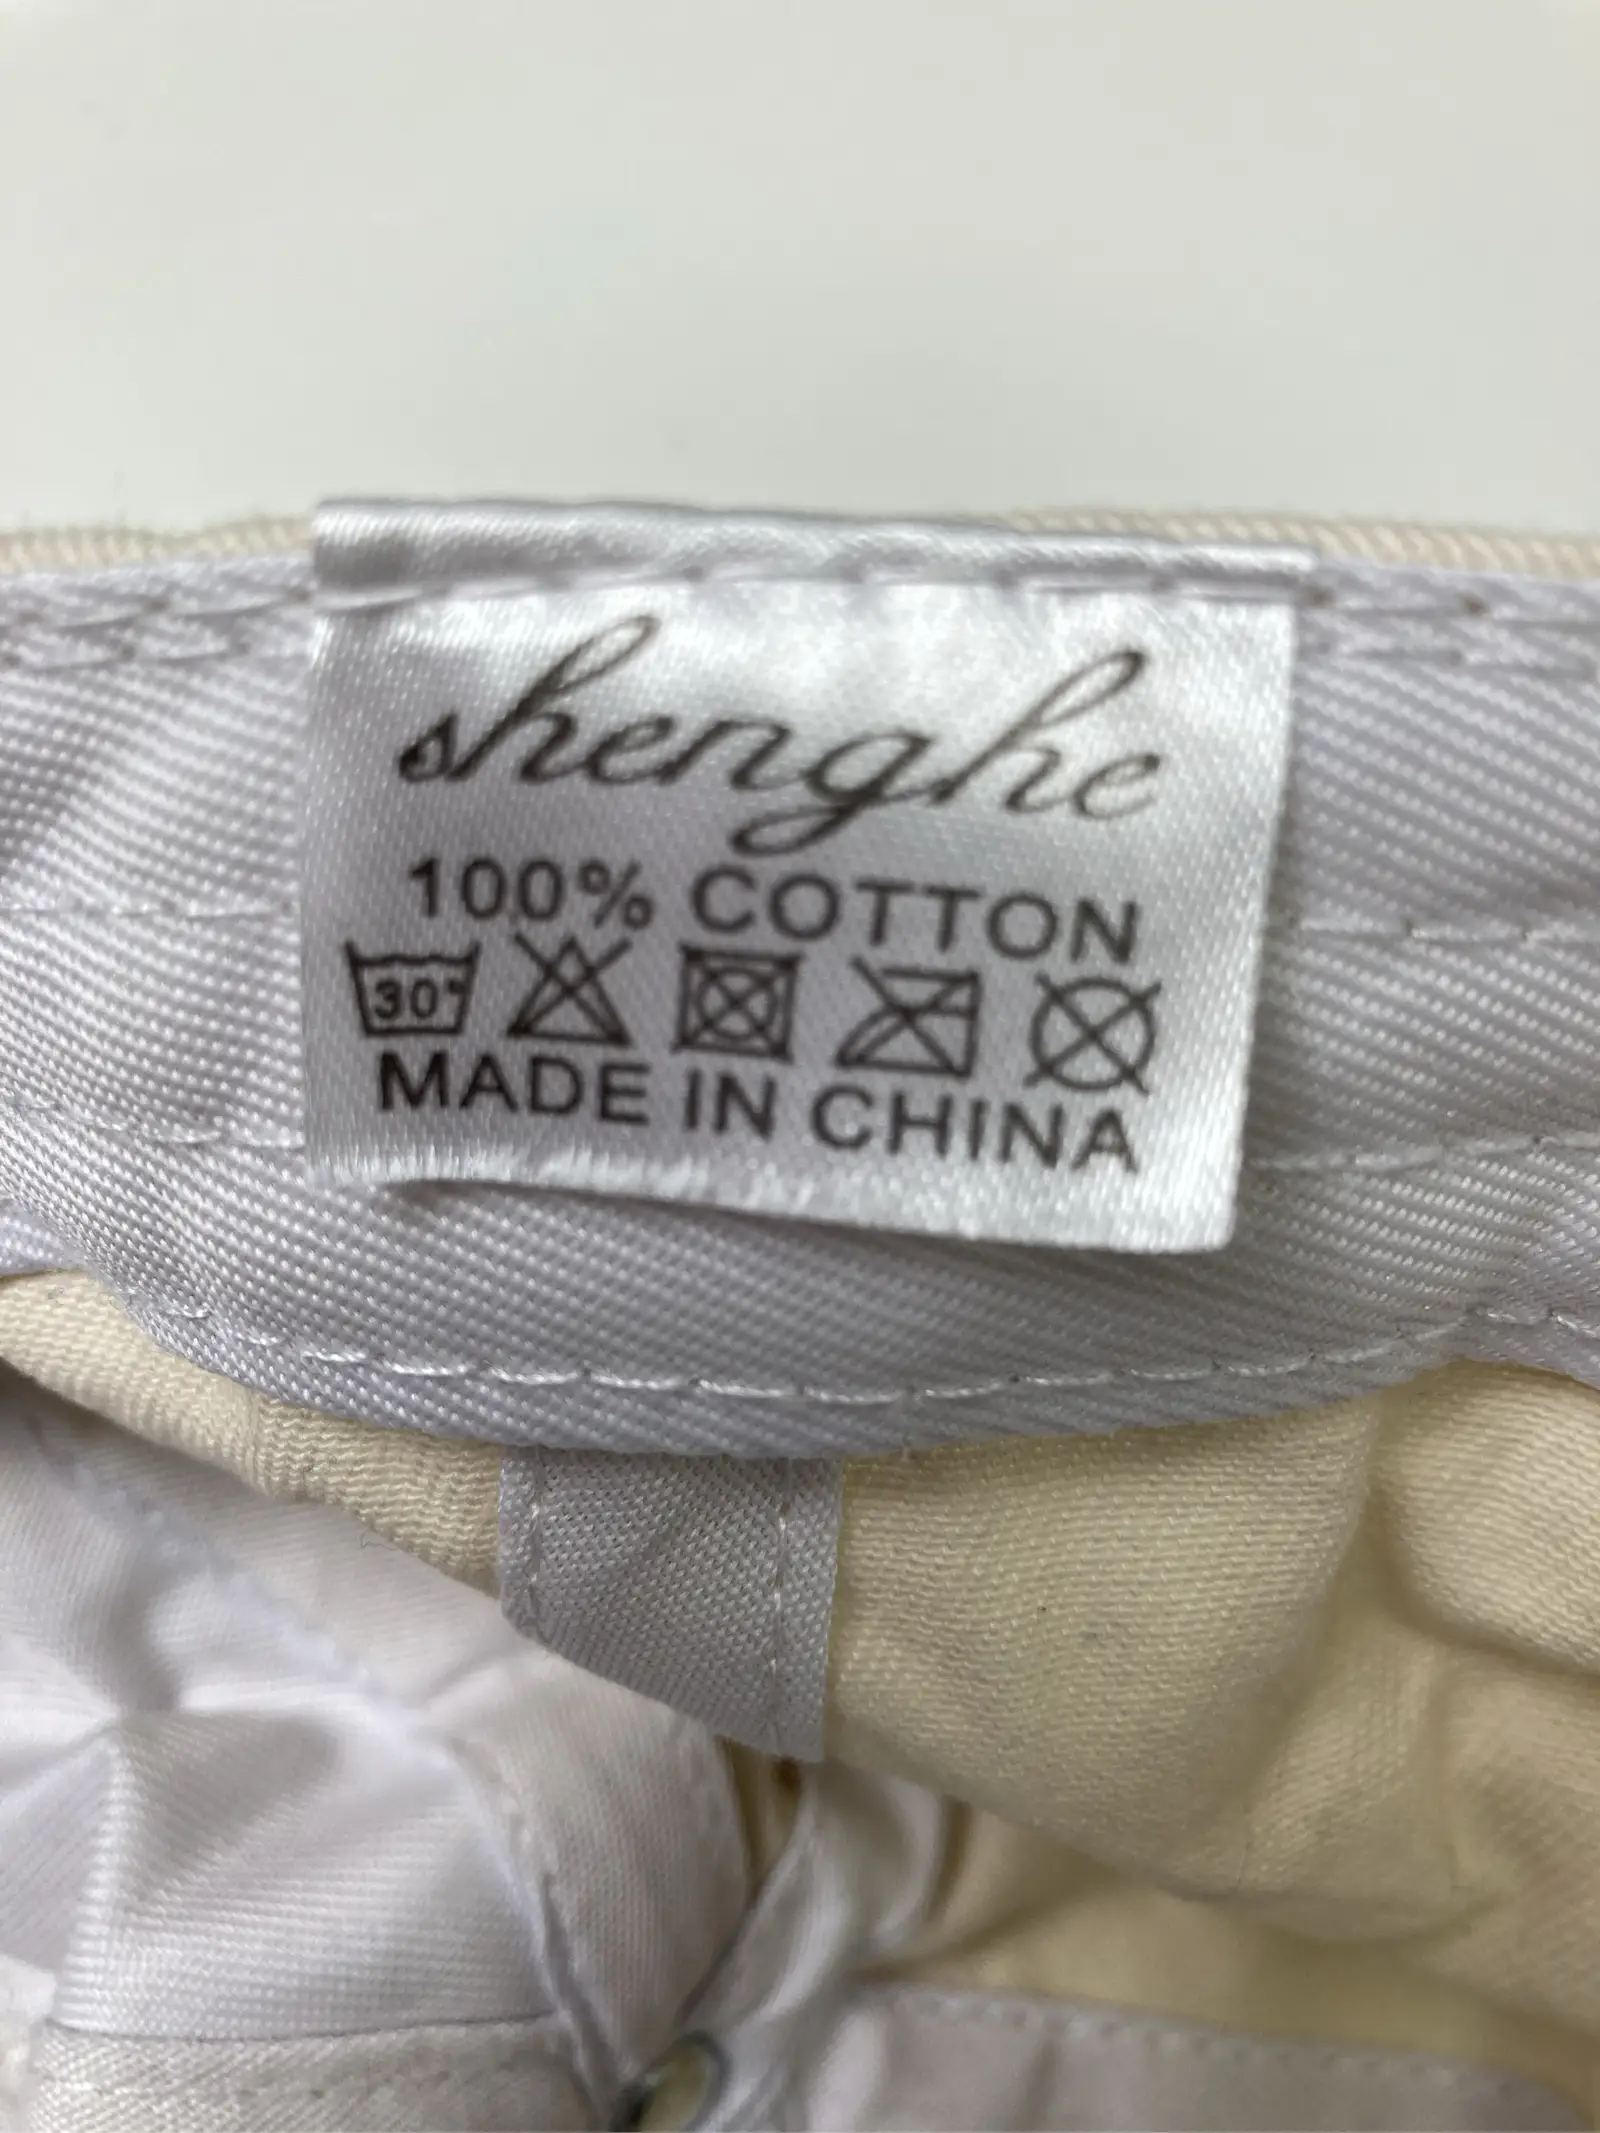 shenghe
100% COTTON
30°
MADE IN CHINA